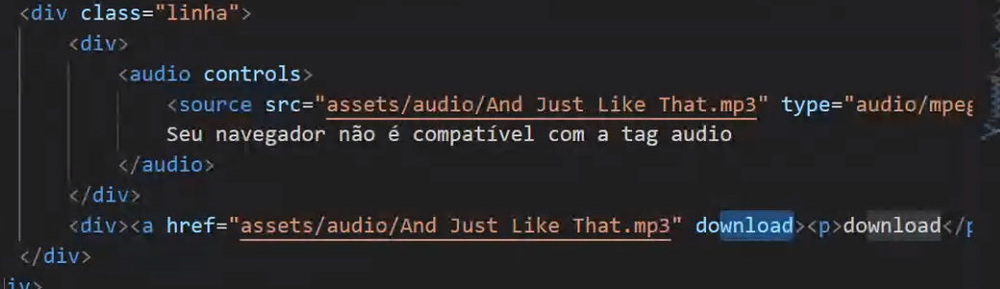 <div class="linha">
<div>
<audio controls>
<source src="assets/audio/And Just Like That.mp3" type="audio/mpeg
Seu navegador não é compatível com a tag audio
</audio>
</div>
<div><a href="assets/audio/And Just Like That.mp3" download><p>download</p
</div>
iv>